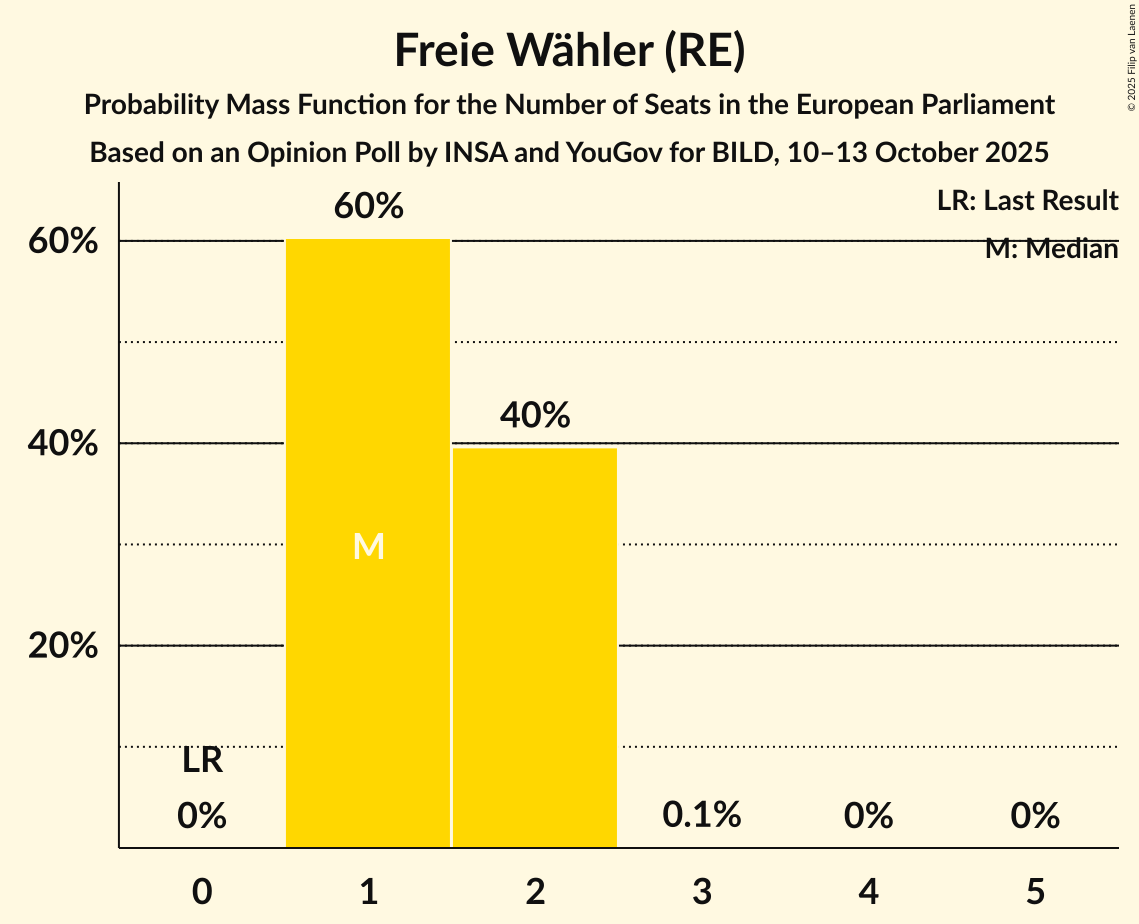 Freie Wähler (RE)
Probability Mass Function for the Number of Seats in the European Parliament
Based on an Opinion Poll by INSA and YouGov for BILD, 10–13 October 2025
© 2025 Filip van Laenen
LR: Last Result
M: Median
60%
40%
20%
60%
40%
M
LR
0%
0.1%
0%
0%
0 1 2 3 4 5